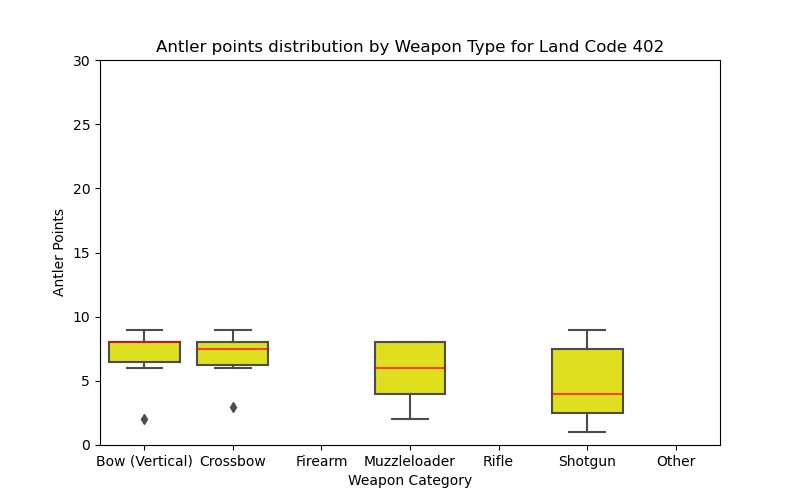 Antler points distribution by Weapon Type for Land Code 402
30
25
20
15
10
5
0
Antler Points
Bow (Vertical) Crossbow Firearm Muzzleloader Rifle Shotgun Other
Weapon Category